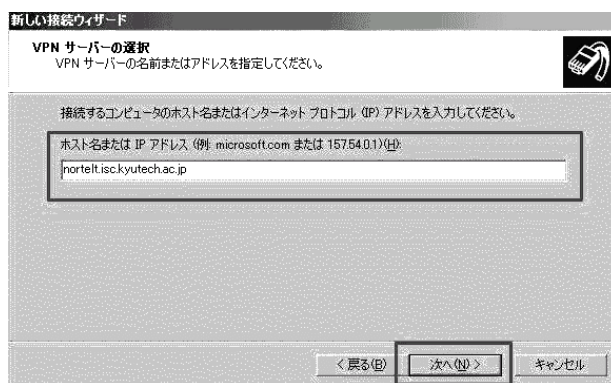 新しい接続ウィザード
VPN サーバーの選択
VPN サーバーの名前またはアドレスを指定してください。
接続するコンピュータのホスト名またはインターネット プロトコル (IP) アドレスを入力してください。
ホスト名または IP アドレス (例: microsoft.com または 157.54.0.1)(H):
nortelt.isc.kyutech.ac.jp
< 戻る(B)
次へ(N) >
キャンセル